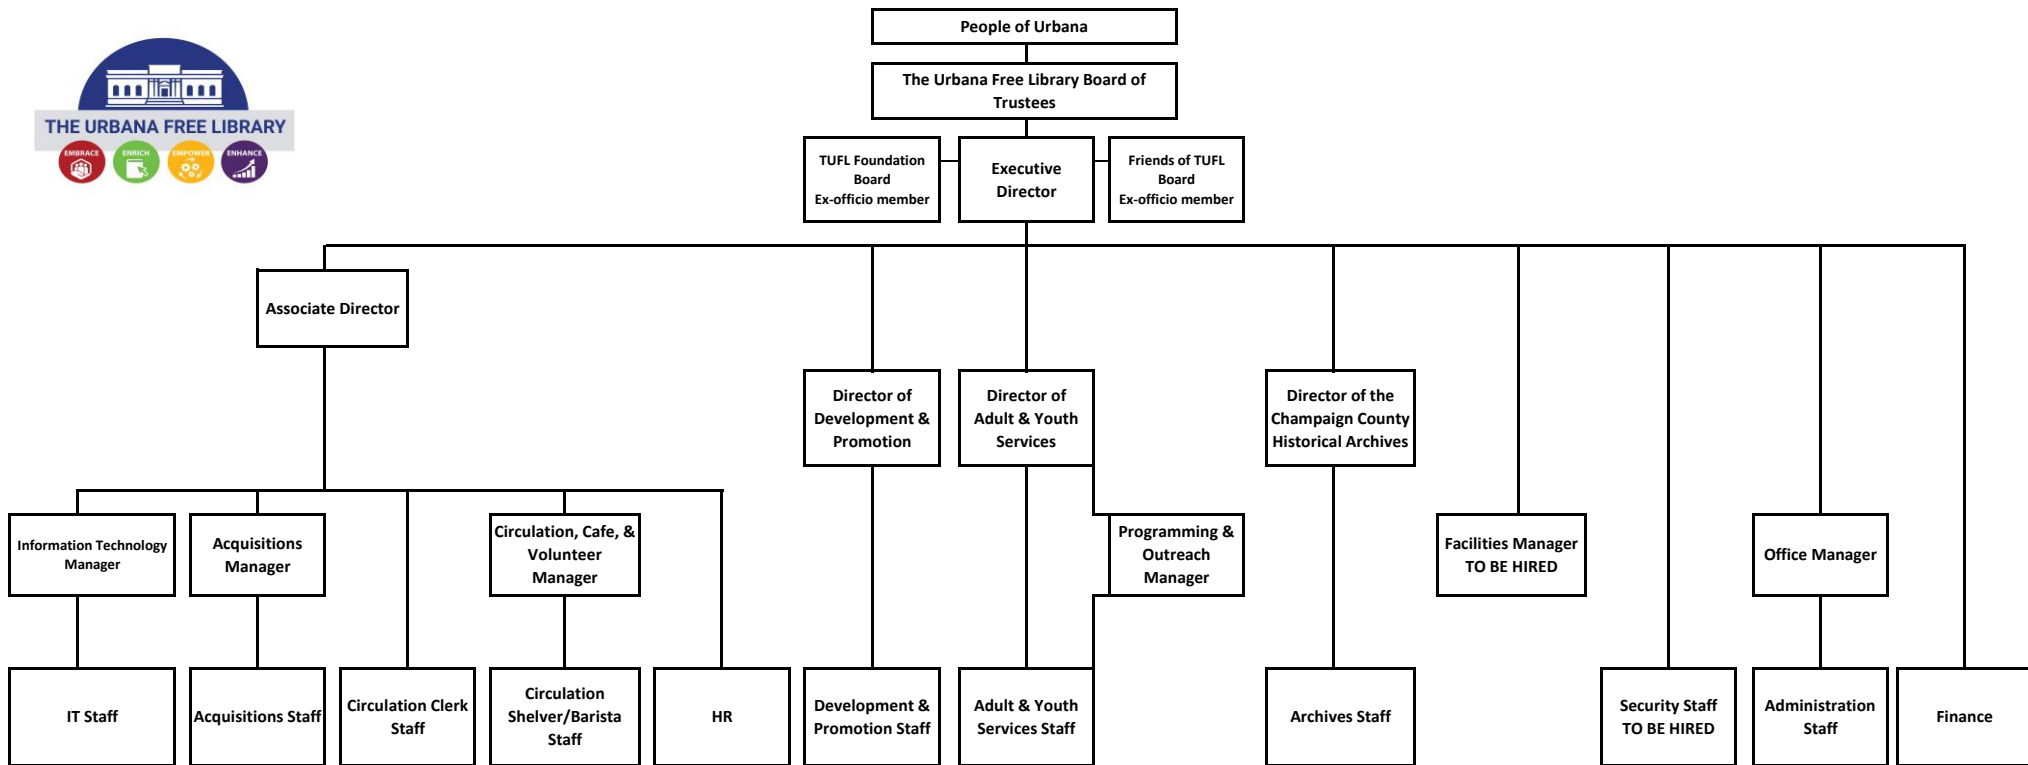 People of Urbana
THE URBANA FREE LIBRARY
EMBRACE
ENRICH
EMPOWER
ENHANCE
The Urbana Free Library Board of
Trustees
TUFL Foundation
Board
Ex-officio member
Executive
Director
Friends of TUFL
Board
Ex-officio member
Associate Director
Director of
Development &
Promotion
Director of
Adult & Youth
Services
Director of the
Champaign County
Historical Archives
Information Technology
Manager
Acquisitions
Manager
Circulation, Cafe, &
Volunteer
Manager
Programming &
Outreach
Manager
Facilities Manager
TO BE HIRED
Office Manager
IT Staff
Acquisitions Staff
Circulation Clerk
Staff
Circulation
Shelver/Barista
Staff
HR
Development &
Promotion Staff
Adult & Youth
Services Staff
Archives Staff
Security Staff
TO BE HIRED
Administration
Staff
Finance